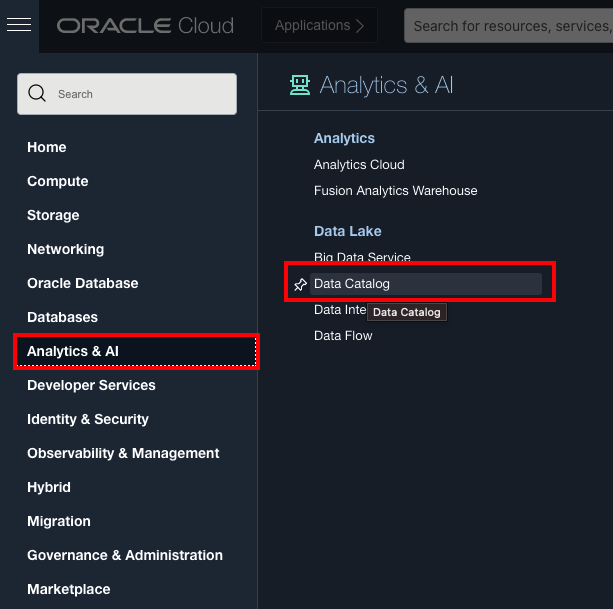 ORACLE Cloud
Applications
Search for resources, services,
Search
Home
Compute
Storage
Networking
Oracle Database
Databases
Analytics & AI
Developer Services
Identity & Security
Observability & Management
Hybrid
Migration
Governance & Administration
Marketplace
Analytics & AI
Analytics
Analytics Cloud
Fusion Analytics Warehouse
Data Lake
Big Data Service
Data Catalog
Data Inte
Data Catalog
Data Flow